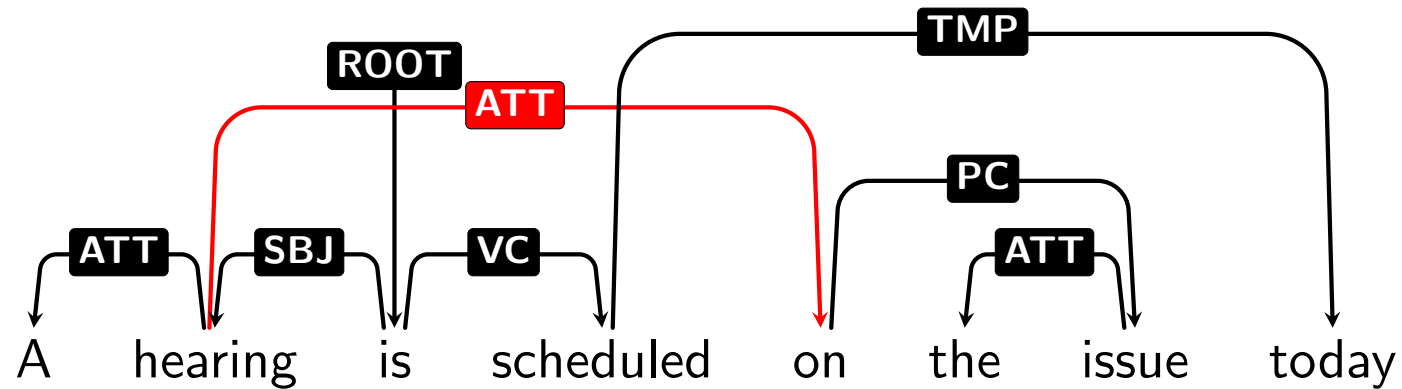 TMP
ROOT
ATT
PC
ATT SBJ VC ATT
A hearing is scheduled on the issue today